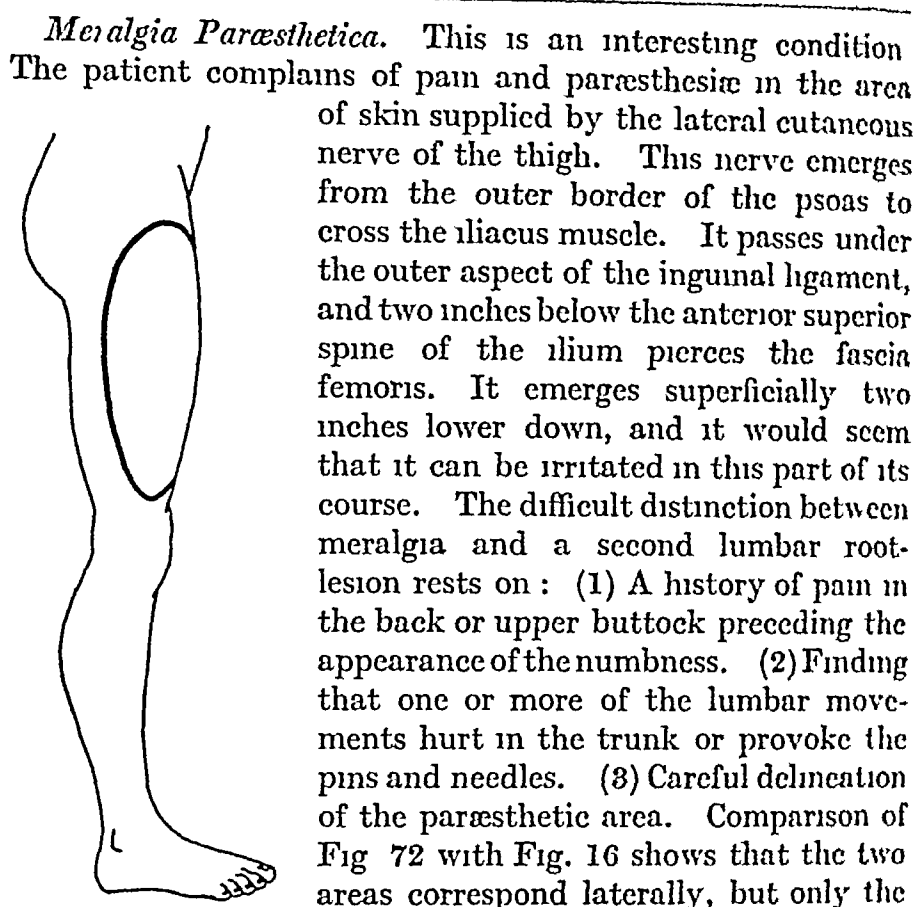 Meralgia Paræsthetica. This is an interesting condition
The patient complains of pain and paræsthesiæ in the area
of skin supplied by the lateral cutaneous
nerve of the thigh. This nerve emerges
from the outer border of the psoas to
cross the iliacus muscle. It passes under
the outer aspect of the inguinal ligament,
and two inches below the anterior superior
spine of the ilium pierces the fascia
femoris. It emerges superficially two
inches lower down, and it would seem
that it can be irritated in this part of its
course. The difficult distinction between
meralgia and a second lumbar root-
lesion rests on : (1) A history of pain in
the back or upper buttock preceding the
appearance of the numbness. (2) Finding
that one or more of the lumbar move-
ments hurt in the trunk or provoke the
pins and needles. (3) Careful delineation
of the paræsthetic area. Comparison of
Fig 72 with Fig. 16 shows that the two
areas correspond laterally, but only the